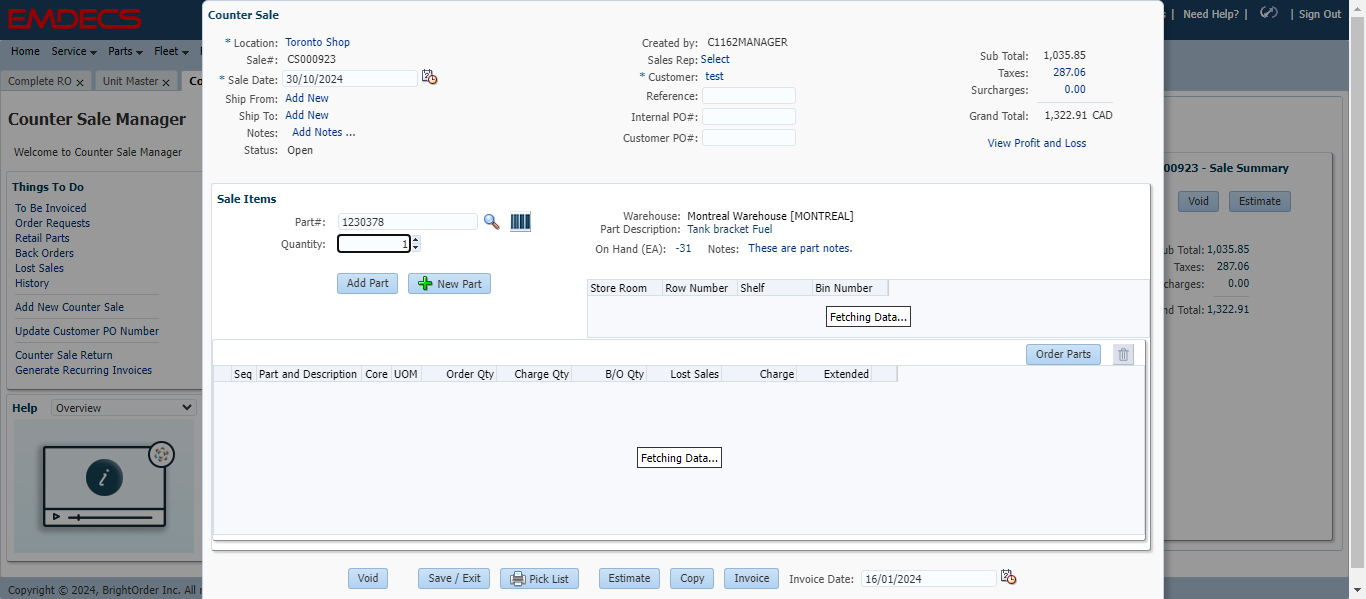 EMDECS
Need Help? | | Sign Out
Home Service Parts Fleet
Complete RO x Unit Master x Co
Counter Sale Manager
Welcome to Counter Sale Manager
Things To Do
To Be Invoiced
Order Requests
Retail Parts
Back Orders
Lost Sales
History
Add New Counter Sale
Update Customer PO Number
Counter Sale Return
Generate Recurring Invoices
Help Overview
Copyright © 2024, BrightOrder Inc. All r
Counter Sale
* Location: Toronto Shop
Sale#: CS000923
* Sale Date: 30/10/2024
Ship From: Add New
Ship To: Add New
Notes: Add Notes ...
Status: Open
Created by: C1162MANAGER
Sales Rep: Select
* Customer: test
Reference:
Internal PO#:
Customer PO#:
Sub Total: 1,035.85
Taxes: 287.06
Surcharges: 0.00
Grand Total: 1,322.91 CAD
View Profit and Loss
Sale Items
Part#: 1230378
Quantity: 1
Add Part New Part
Warehouse: Montreal Warehouse [MONTREAL]
Part Description: Tank bracket Fuel
On Hand (EA): -31 Notes: These are part notes.
Store Room Row Number Shelf Bin Number
Fetching Data...
Order Parts
Seq Part and Description Core UOM Order Qty Charge Qty B/O Qty Lost Sales Charge Extended
Fetching Data...
Void Save / Exit Pick List Estimate Copy Invoice Invoice Date: 16/01/2024
00923 - Sale Summary
Void Estimate
ub Total: 1,035.85
Taxes: 287.06
charges: 0.00
nd Total: 1,322.91